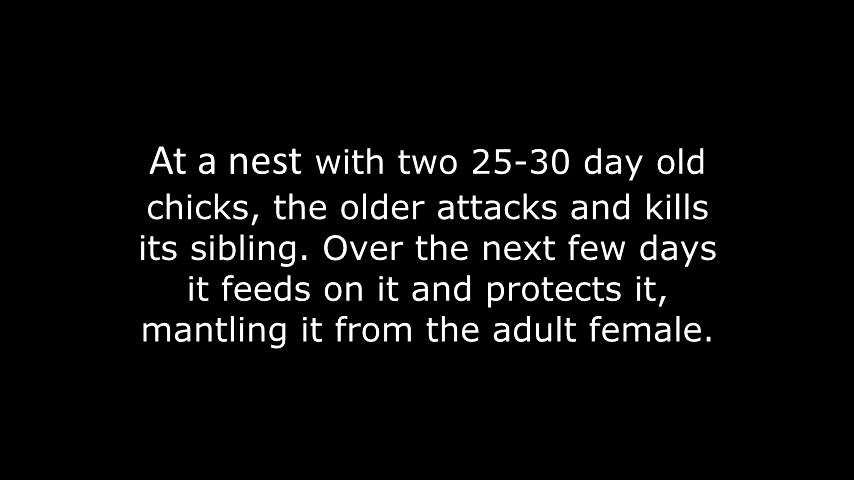 At a nest with two 25-30 day old
chicks, the older attacks and kills
its sibling. Over the next few days
it feeds on it and protects it,
mantling it from the adult female.